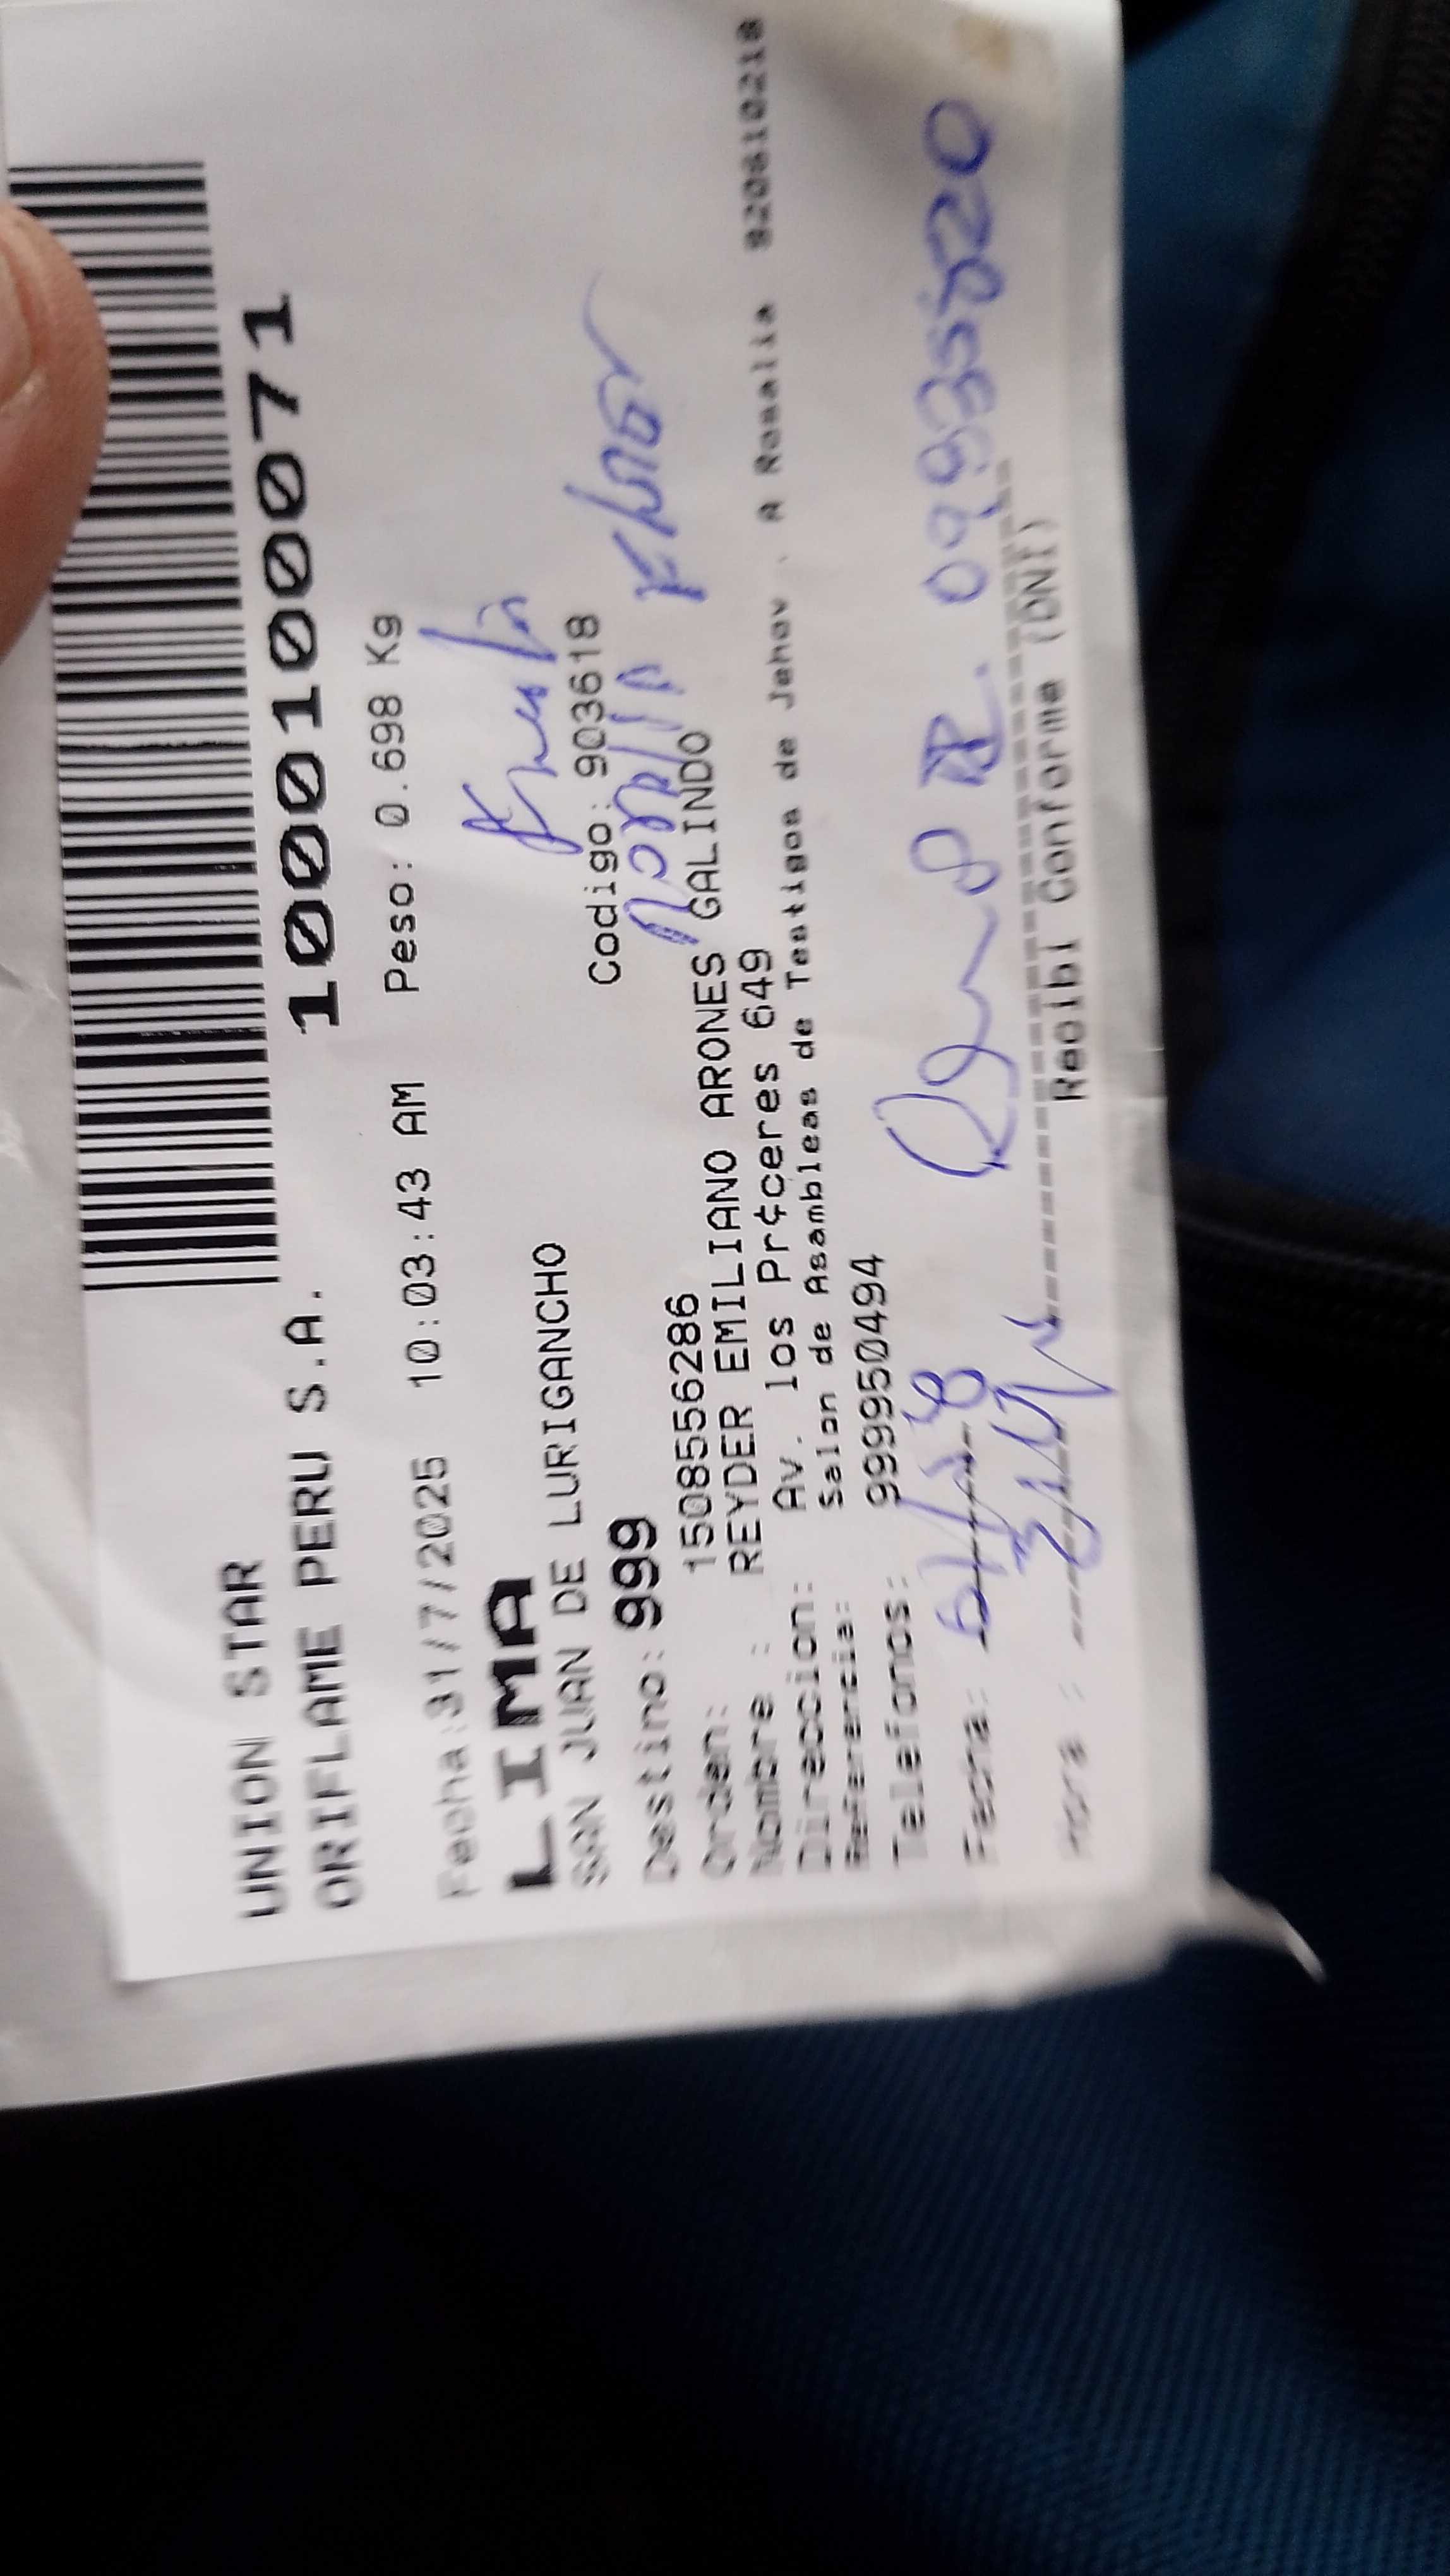 UNION STAR
ORIFLAME PERU S.A.
10001000071
Fecha:31/7/2025 10:03:43 AM Peso: 0.698 Kg
LIMA
SAN JUAN DE LURIGANCHO
Destino: 999 Codigo: 903618
Orden: 1508556286
Nombre : REYDER EMILIANO ARONES GALINDO
Direccion: Av. los Pr¢ceres 649
Referencia: Salon de Asambleas de Testigos de Jehov . A Rosalia 920810218
Telefonos: 999950494
Fecha:
Hora :
Recibi Conforme (DNI)